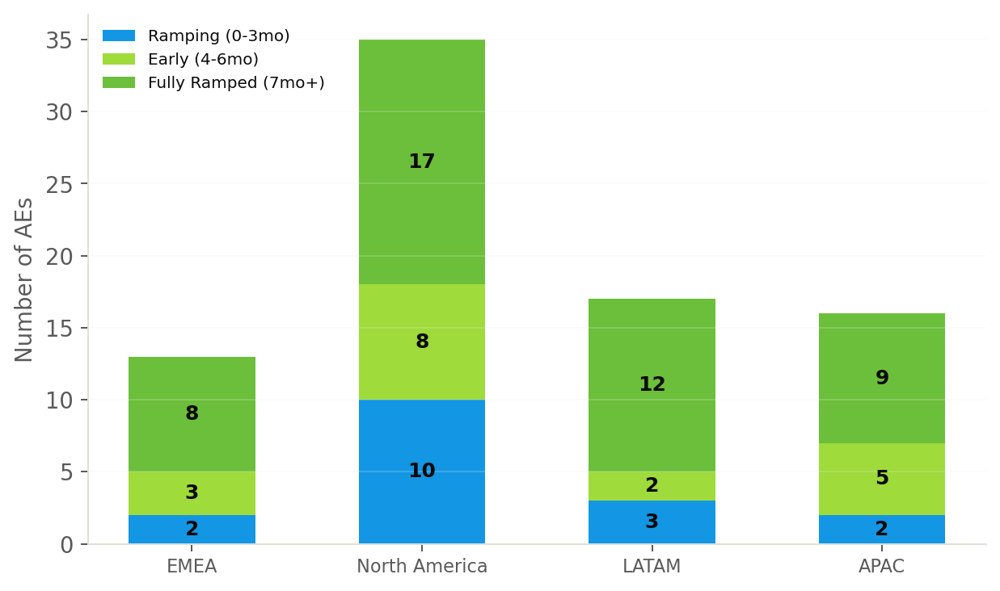 Ramping (0-3mo)
Early (4-6mo)
Fully Ramped (7mo+)
Number of AEs
35
30
25
20
15
10
5
0
8
3
2
17
8
10
12
2
3
9
5
2
EMEA
North America
LATAM
APAC